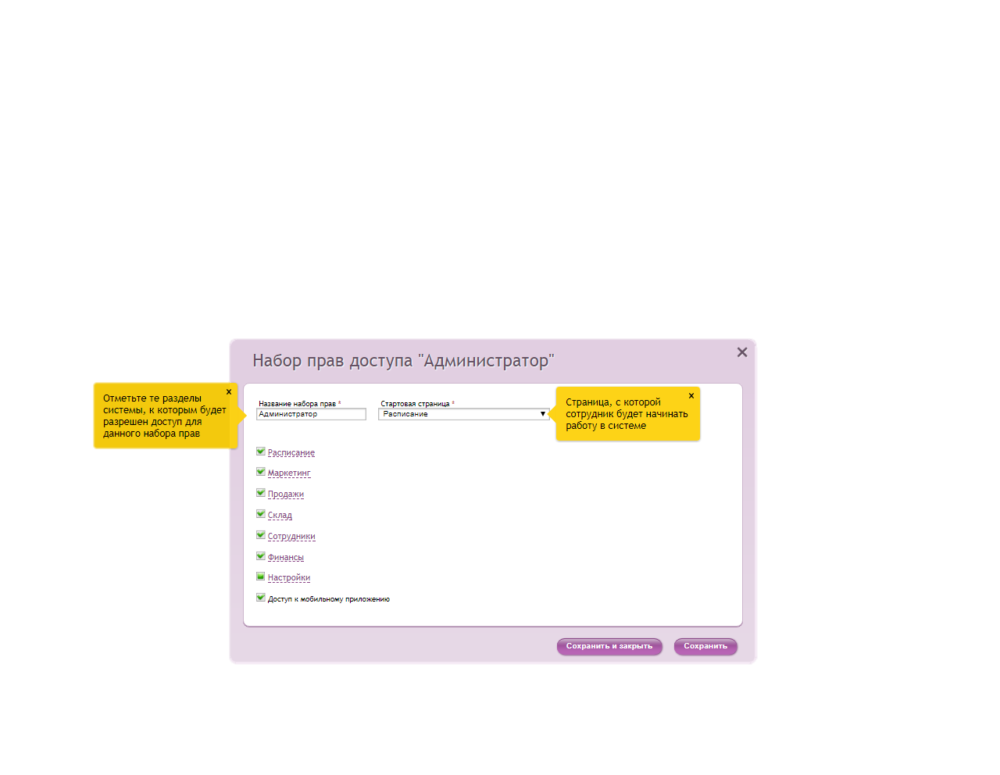 Набор прав доступа "Администратор"
Отметьте те разделы
системы, к которым будет
разрешен доступ для
данного набора прав
Название набора прав *
Администратор
Стартовая страница *
Расписание
Страница, с которой
сотрудник будет начинать
работу в системе
Расписание
Маркетинг
Продажи
Склад
Сотрудники
Финансы
Настройки
Доступ к мобильному приложению
Сохранить и закрыть
Сохранить